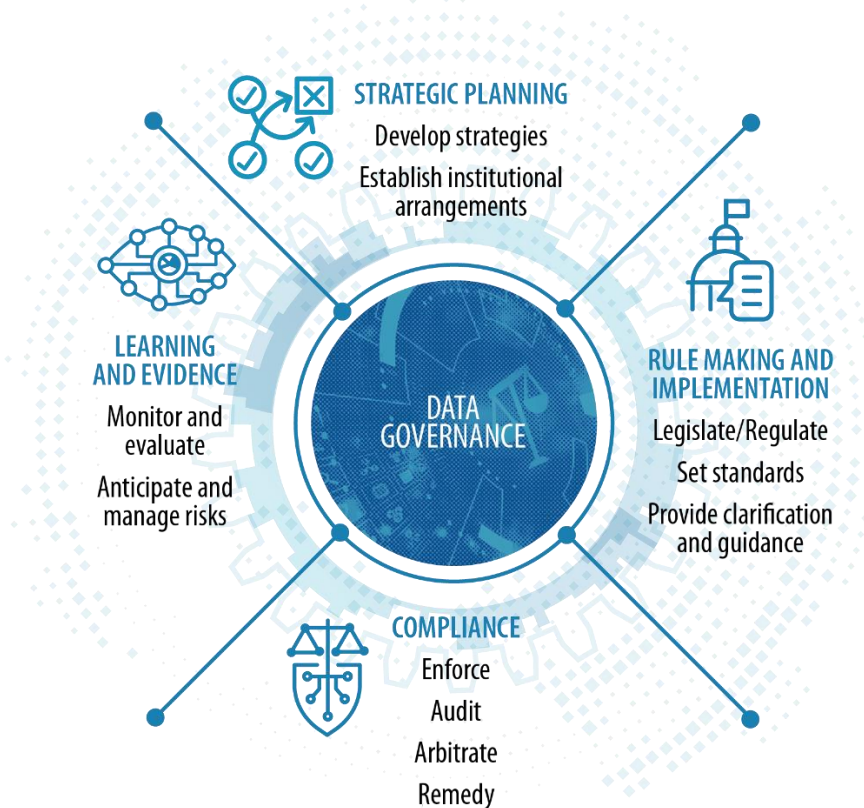 STRATEGIC PLANNING
Develop strategies
Establish institutional
arrangements
LEARNING
AND EVIDENCE
Monitor and
evaluate
Anticipate and
manage risks
DATA
GOVERNANCE
RULE MAKING AND
IMPLEMENTATION
Legislate/Regulate
Set standards
Provide clarification
and guidance
COMPLIANCE
Enforce
Audit
Arbitrate
Remedy